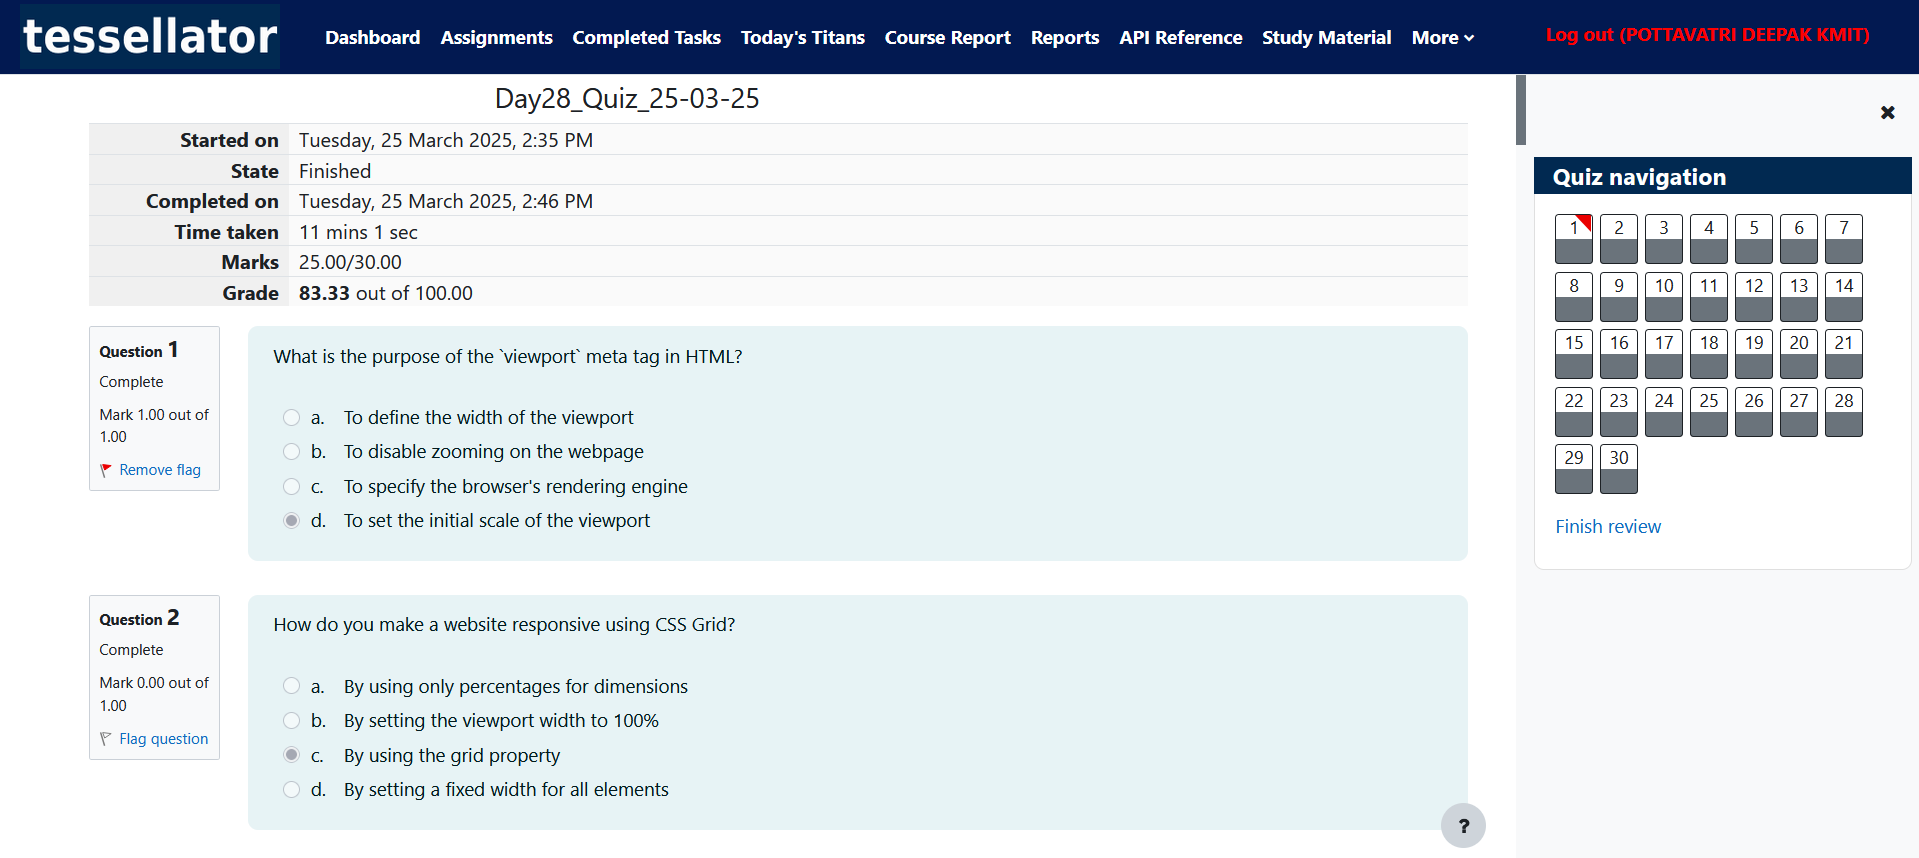 tessellator
Dashboard Assignments Completed Tasks Today's Titans Course Report Reports API Reference Study Material More
Log out (POTTAVATRI DEEPAK KMIT)
Day28_Quiz_25-03-25
Started on Tuesday, 25 March 2025, 2:35 PM
State Finished
Completed on Tuesday, 25 March 2025, 2:46 PM
Time taken 11 mins 1 sec
Marks 25.00/30.00
Grade 83.33 out of 100.00
Question 1
Complete
Mark 1.00 out of
1.00
Remove flag
What is the purpose of the `viewport` meta tag in HTML?
a. To define the width of the viewport
b. To disable zooming on the webpage
c. To specify the browser's rendering engine
d. To set the initial scale of the viewport
Question 2
Complete
Mark 0.00 out of
1.00
Flag question
How do you make a website responsive using CSS Grid?
a. By using only percentages for dimensions
b. By setting the viewport width to 100%
c. By using the grid property
d. By setting a fixed width for all elements
?
Quiz navigation
1 2 3 4 5 6 7
8 9 10 11 12 13 14
15 16 17 18 19 20 21
22 23 24 25 26 27 28
29 30
Finish review